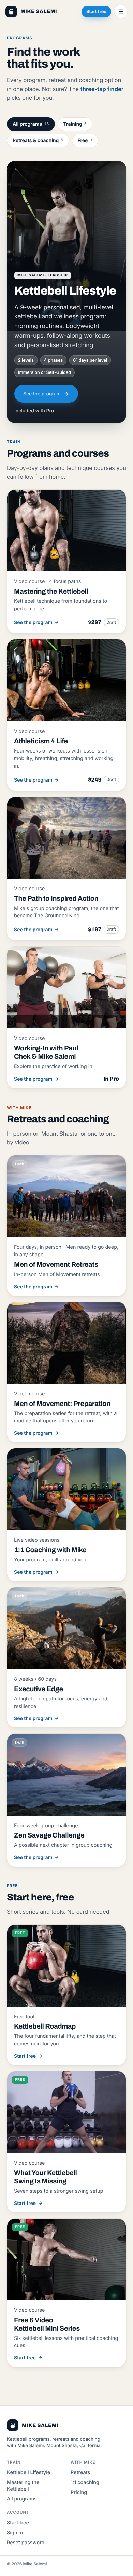 MIKE SALEMI
Start free
PROGRAMS
Find the work
that fits you.
Every program, retreat and coaching option
in one place. Not sure? The three-tap finder
picks one for you.
All programs 13
Training 5
Retreats & coaching 5
Free 3
MIKE SALEMI · FLAGSHIP
Kettlebell Lifestyle
A 9-week personalised, multi-level
kettlebell and wellness program:
morning routines, bodyweight
warm-ups, follow-along workouts
and personalised coaching.
2 levels
4 phases
61 days per level
Immersion or Self-Guided
See the program →
Included with Pro
TRAIN
Programs and courses
Day-by-day plans and technique courses you
can follow from home.
Video course · 4 focus paths
Mastering the Kettlebell
Kettlebell technique from foundations to
performance
See the program →
$297
Draft
Video course
Athleticism 4 Life
Four weeks of workouts with lessons on
mobility, breathing, stretching and working
in.
See the program →
$249
Draft
Video course
The Path to Inspired Action
Mike's group coaching program, the one that
became The Grounded King.
See the program →
$197
Draft
Video course
Working-In with Paul
Chek & Mike Salemi
Explore the practice of working in
See the program →
In Pro
WITH MIKE
Retreats and coaching
In person on Mount Shasta, or one to one
by video.
Draft
Four days, in person · Men ready to go deep,
in any shape
Men of Movement Retreats
In-person Men of Movement retreats
See the program →
Video course
Men of Movement: Preparation
The preparation series for the retreat, with a
module that opens after you return.
See the program →
Live video sessions
1:1 Coaching with Mike
Your program, built around you
See the program →
Draft
8 weeks / 60 days
Executive Edge
A high-touch path for focus, energy and
resilience
See the program →
Draft
Four-week group challenge
Zen Savage Challenge
A possible next chapter in group coaching
See the program →
FREE
Start here, free
Short series and tools. No card needed.
FREE
Free tool
Kettlebell Roadmap
The four fundamental lifts, and the step that
comes next for you.
Start free →
FREE
Video course
What Your Kettlebell
Swing Is Missing
Seven steps to a stronger swing setup
Start free →
FREE
Video course
Free 6 Video
Kettlebell Mini Series
Six kettlebell lessons with practical coaching
cues
Start free →
MIKE SALEMI
Kettlebell programs, retreats and coaching
with Mike Salemi. Mount Shasta, California.
TRAIN
Kettlebell Lifestyle
Mastering the
Kettlebell
All programs
WITH MIKE
Retreats
1:1 coaching
Pricing
ACCOUNT
Start free
Sign in
Reset password
© 2026 Mike Salemi